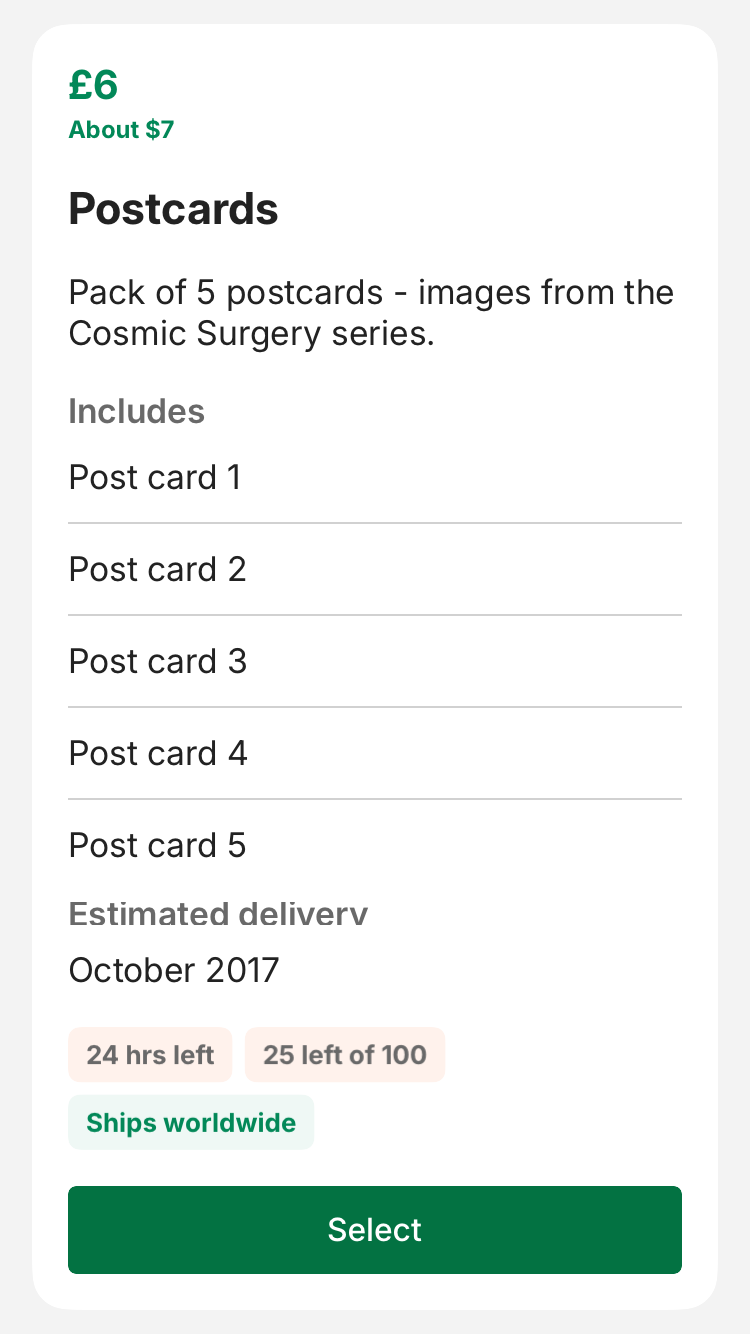 £6
About $7
Postcards
Pack of 5 postcards - images from the
Cosmic Surgery series.
Includes
Post card 1
Post card 2
Post card 3
Post card 4
Post card 5
Estimated delivery
October 2017
24 hrs left
25 left of 100
Ships worldwide
Select